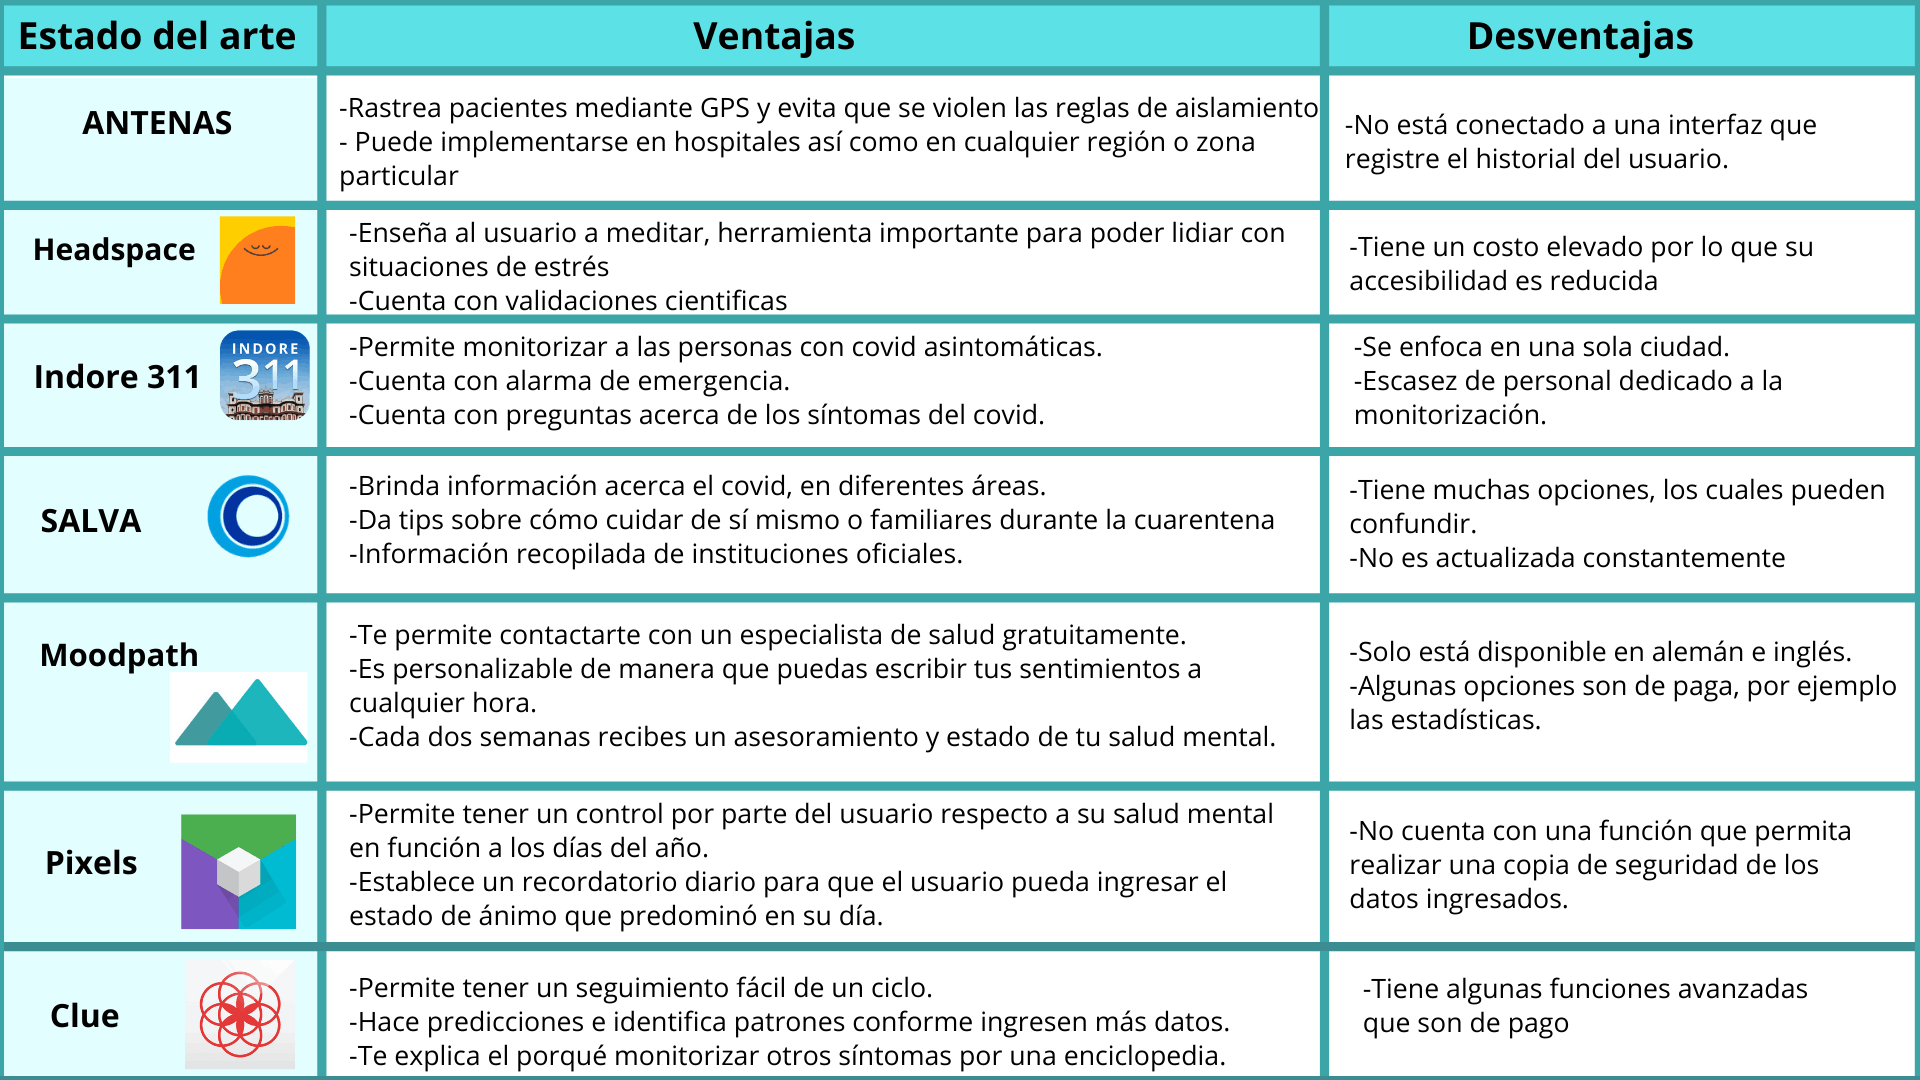 Estado del arte
Ventajas
Desventajas
ANTENAS
-Rastrea pacientes mediante GPS y evita que se violen las reglas de aislamiento
- Puede implementarse en hospitales así como en cualquier región o zona
particular
-No está conectado a una interfaz que
registre el historial del usuario.
Headspace
-Enseña al usuario a meditar, herramienta importante para poder lidiar con
situaciones de estrés
-Cuenta con validaciones cientificas
-Tiene un costo elevado por lo que su
accesibilidad es reducida
Indore 311
INDORE
311
-Permite monitorizar a las personas con covid asintomáticas.
-Cuenta con alarma de emergencia.
-Cuenta con preguntas acerca de los síntomas del covid.
-Se enfoca en una sola ciudad.
-Escasez de personal dedicado a la
monitorización.
SALVA
-Brinda información acerca el covid, en diferentes áreas.
-Da tips sobre cómo cuidar de sí mismo o familiares durante la cuarentena
-Información recopilada de instituciones oficiales.
-Tiene muchas opciones, los cuales pueden
confundir.
-No es actualizada constantemente
Moodpath
-Te permite contactarte con un especialista de salud gratuitamente.
-Es personalizable de manera que puedas escribir tus sentimientos a
cualquier hora.
-Cada dos semanas recibes un asesoramiento y estado de tu salud mental.
-Solo está disponible en alemán e inglés.
-Algunas opciones son de paga, por ejemplo
las estadísticas.
Pixels
-Permite tener un control por parte del usuario respecto a su salud mental
en función a los días del año.
-Establece un recordatorio diario para que el usuario pueda ingresar el
estado de ánimo que predominó en su día.
-No cuenta con una función que permita
realizar una copia de seguridad de los
datos ingresados.
Clue
-Permite tener un seguimiento fácil de un ciclo.
-Hace predicciones e identifica patrones conforme ingresen más datos.
-Te explica el porqué monitorizar otros síntomas por una enciclopedia.
-Tiene algunas funciones avanzadas
que son de pago